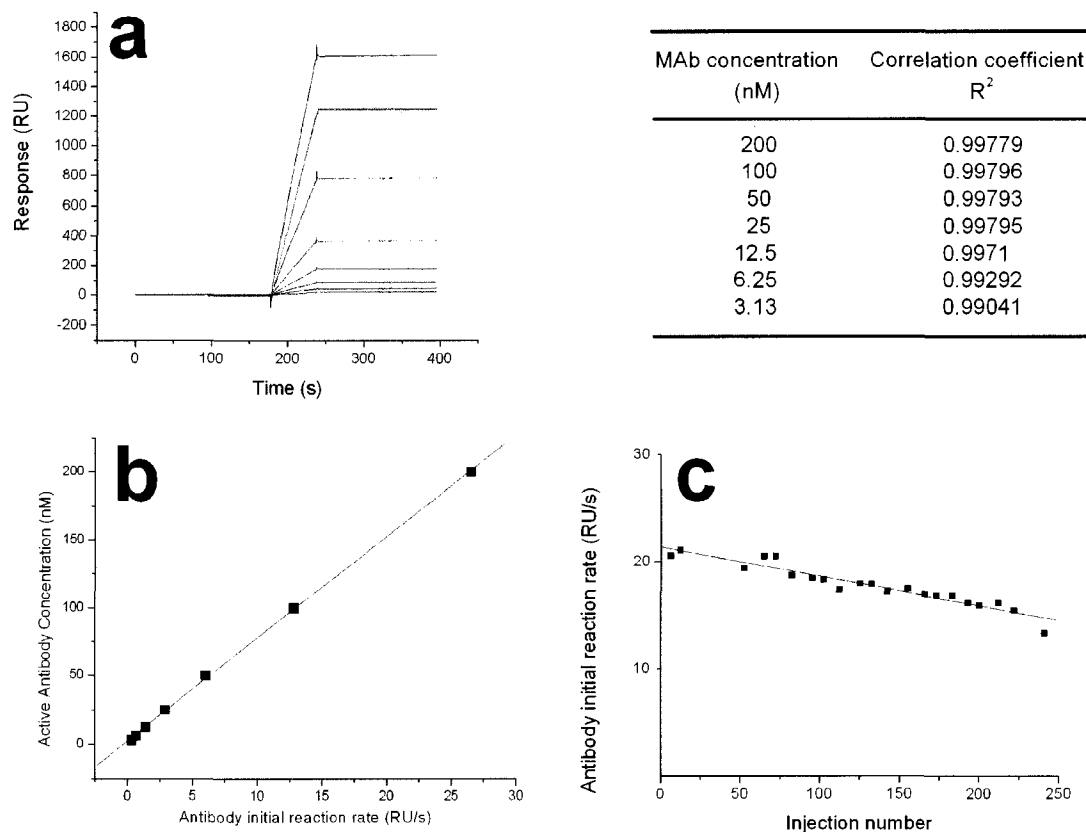 a
1800
1600
1400
1200
1000
800
600
400
200
0
-200
Response (RU)
0 100 200 300 400
Time (s)
MAb concentration Correlation coefficient
(nM) R²
200 0.99779
100 0.99796
50 0.99793
25 0.99795
12.5 0.9971
6.25 0.99292
3.13 0.99041
b
200
150
100
50
0
Active Antibody Concentration (nM)
0 5 10 15 20 25 30
Antibody initial reaction rate (RU/s)
c
30
20
10
Antibody initial reaction rate (RU/s)
0 50 100 150 200 250
Injection number